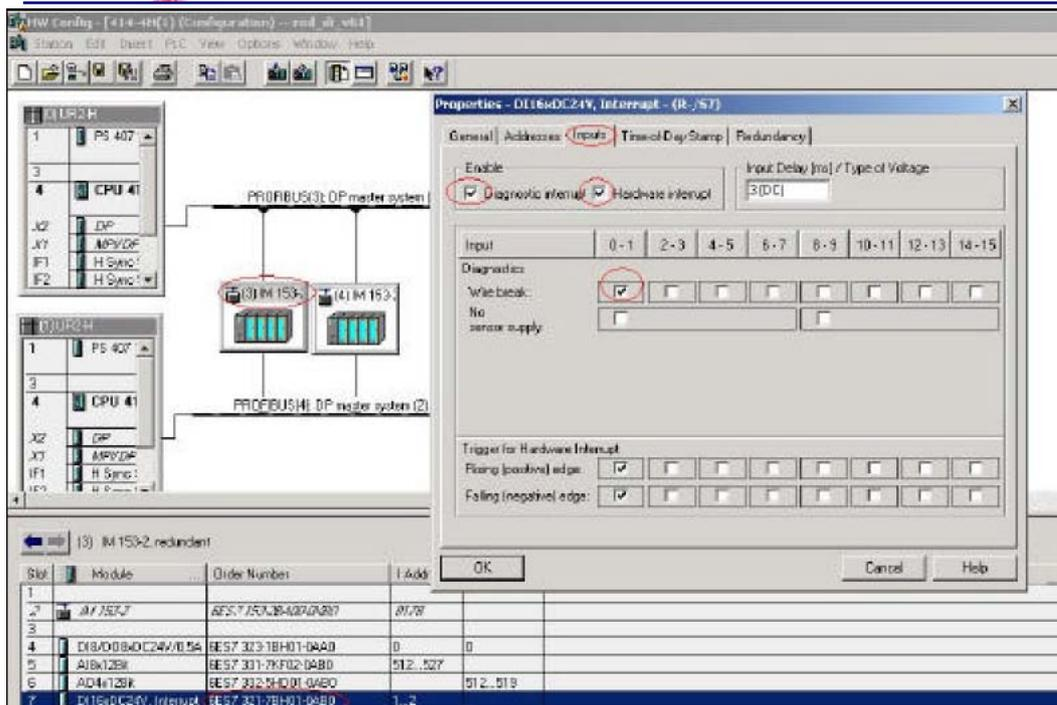 HW Config - [414-4H(1) (Configuration) --
Station Edit Insert PLC View Options Window Help
(0) UR2-H
1 PS 407
3
4 CPU 41
X2 DP
X1 MPI/DP
IF1 H Sync
IF2 H Sync
PROFIBUS(3): DP master system (
(3) IM 153-
(4) IM 153-2
(1) UR2-H
1 PS 407
3
4 CPU 41
X2 DP
X1 MPI/DP
IF1 H Sync
IF2 H Sync
PROFIBUS(4): DP master system (2)
Properties - DI16xDC24V, Interrupt - (R-/S7)
General Addresses Inputs Time-of-Day Stamp Redundancy
Enable
Diagnostic interrupt Hardware interrupt
Input Delay [ms] / Type of Voltage
3(DC)
Input 0 - 1 2 - 3 4 - 5 6 - 7 8 - 9 10 - 11 12 - 13 14 - 15
Diagnostics
Wire break:
No
sensor supply:
Trigger for Hardware Interrupt
Rising (positive) edge:
Falling (negative) edge:
OK Cancel Help
(3) IM 153-2, redundant
Slot Module ... Order Number I Addr
1
2 IM 153-2
3
4 DI8/DO8xDC24V/0.5A 6ES7 323-1BH01-0AA0 0 0
5 AI8x12Bit 6ES7 331-7KF02-0AB0 512...527
6 AO4x12Bit 6ES7 332-5HD01-0AB0 512...519
7 DI16xDC24V, Interrupt 6ES7 321-7BH01-0AB0 1...2